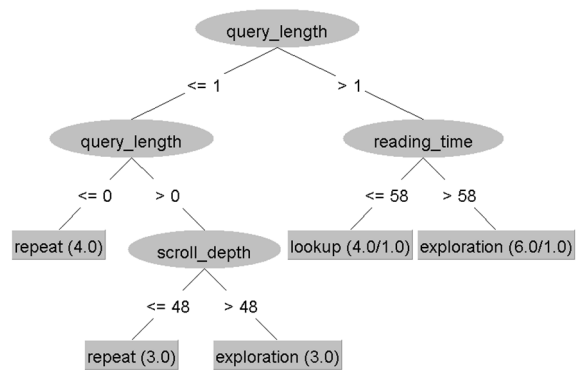 query_length
<= 1 > 1
query_length reading_time
<= 0 > 0 <= 58 > 58
repeat (4.0) scroll_depth lookup (4.0/1.0) exploration (6.0/1.0)
<= 48 > 48
repeat (3.0) exploration (3.0)